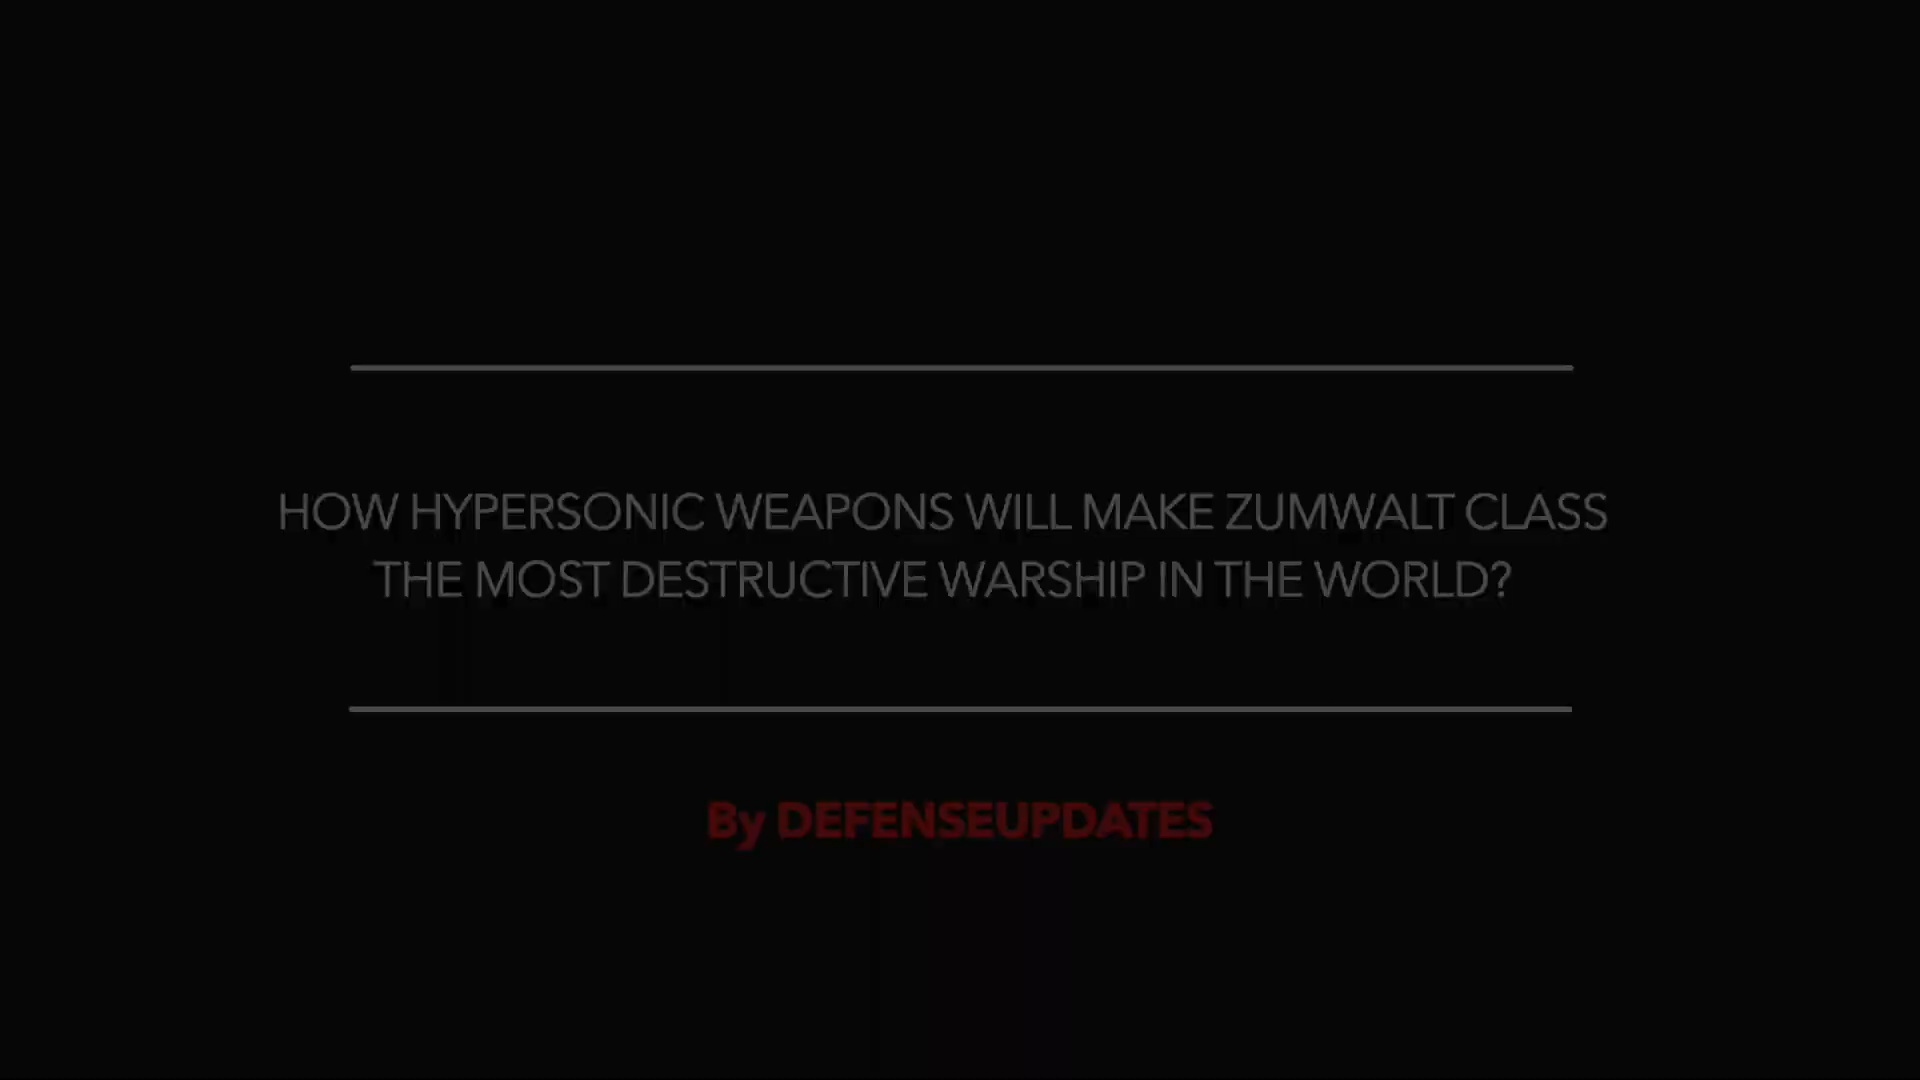 HOW HYPERSONIC WEAPONS WILL MAKE ZUMWALT CLASS
THE MOST DESTRUCTIVE WARSHIP IN THE WORLD?
By DEFENSEUPDATES